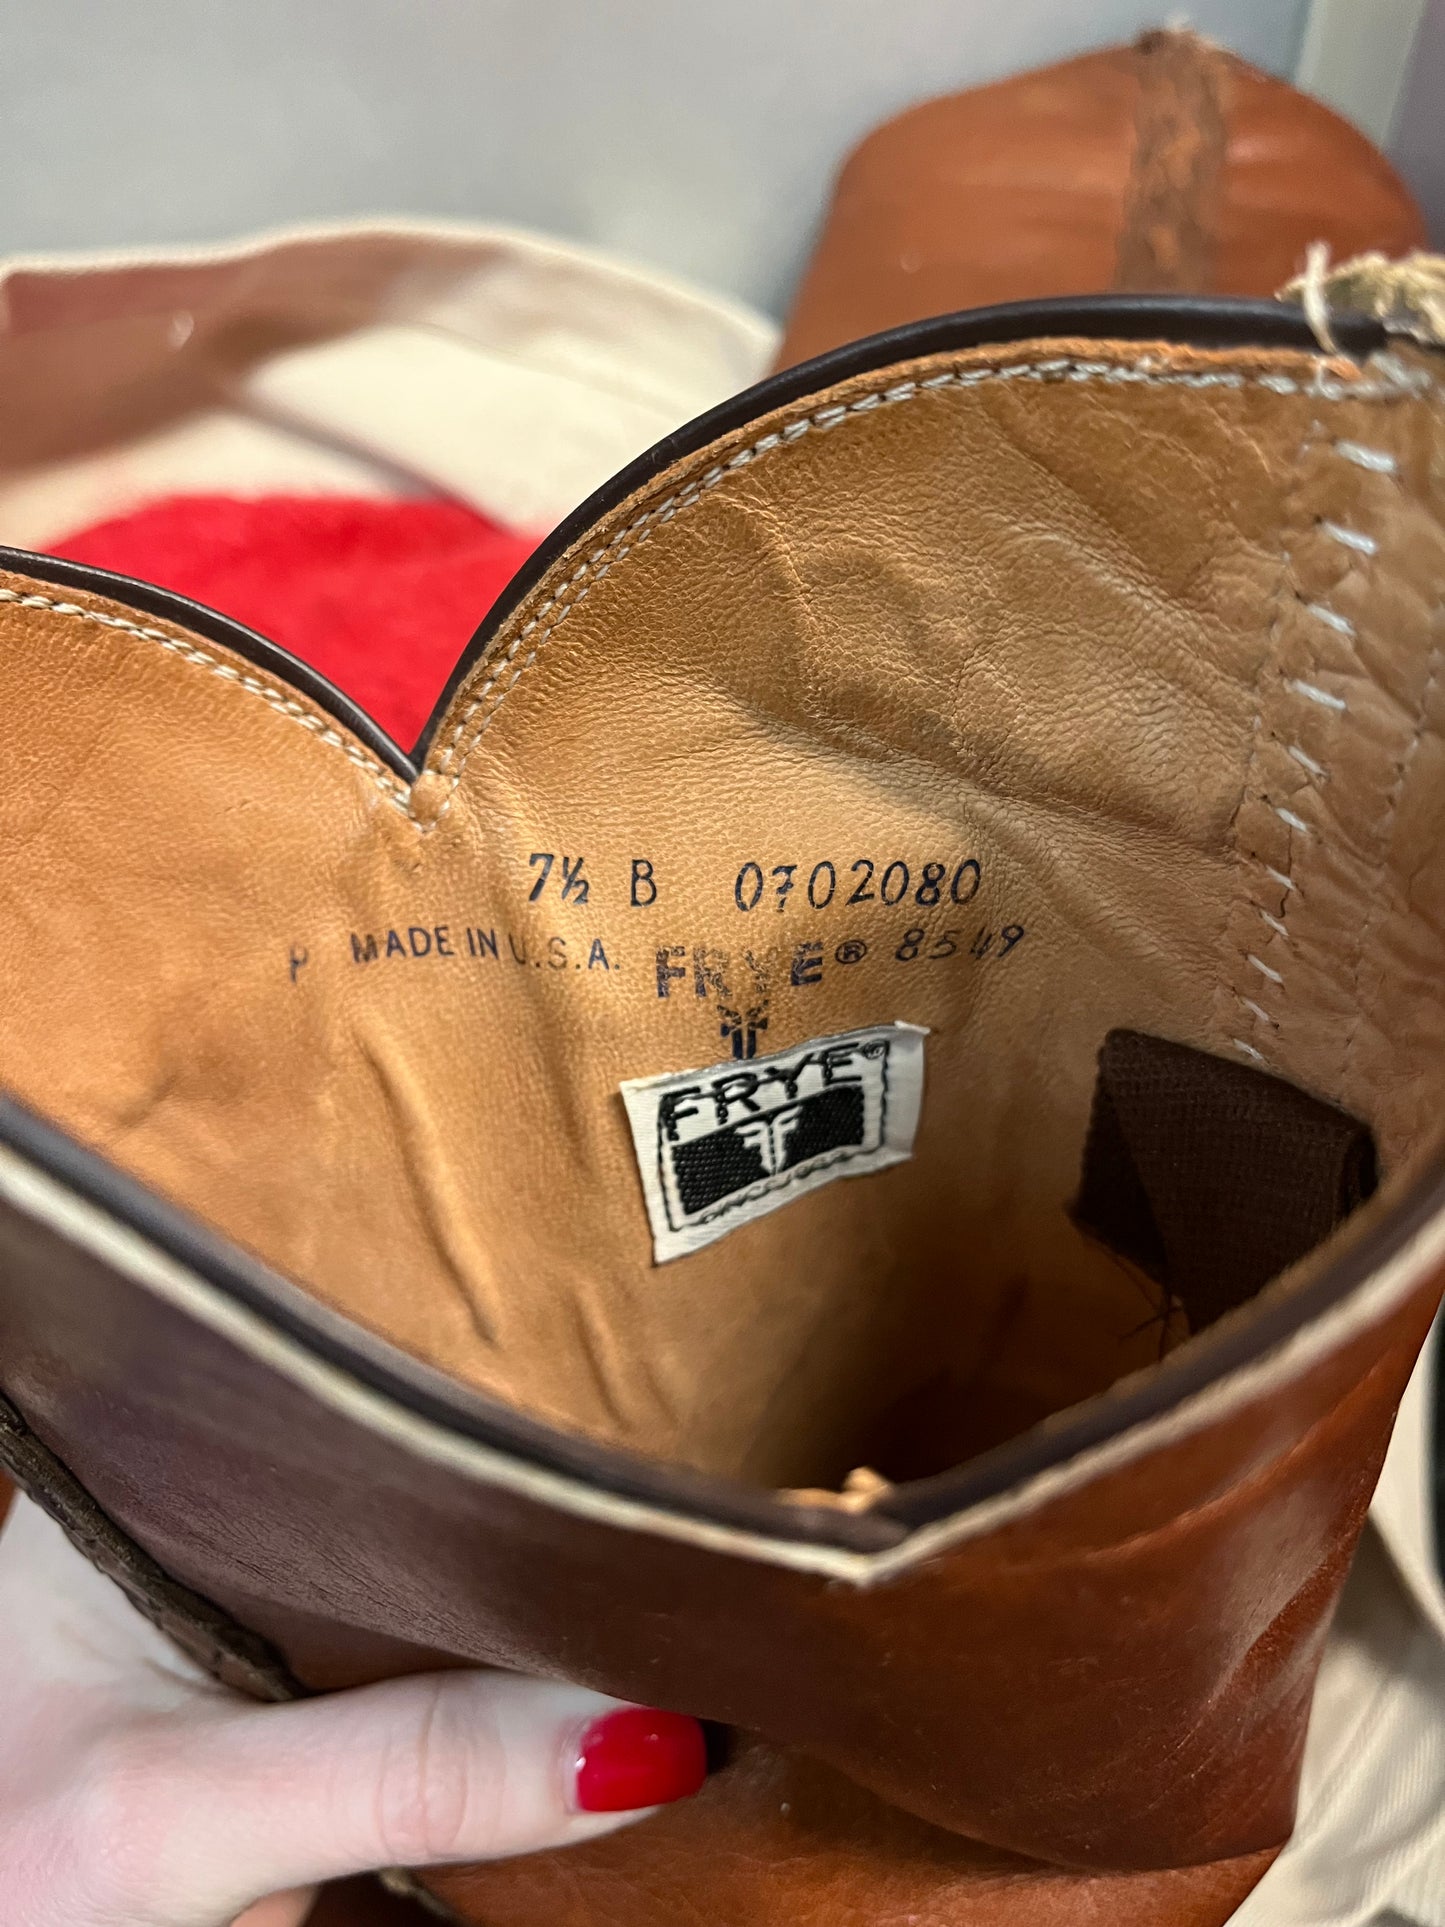 7½ B 0702080
P MADE IN U.S.A. FRYE® 8549
FRYE®